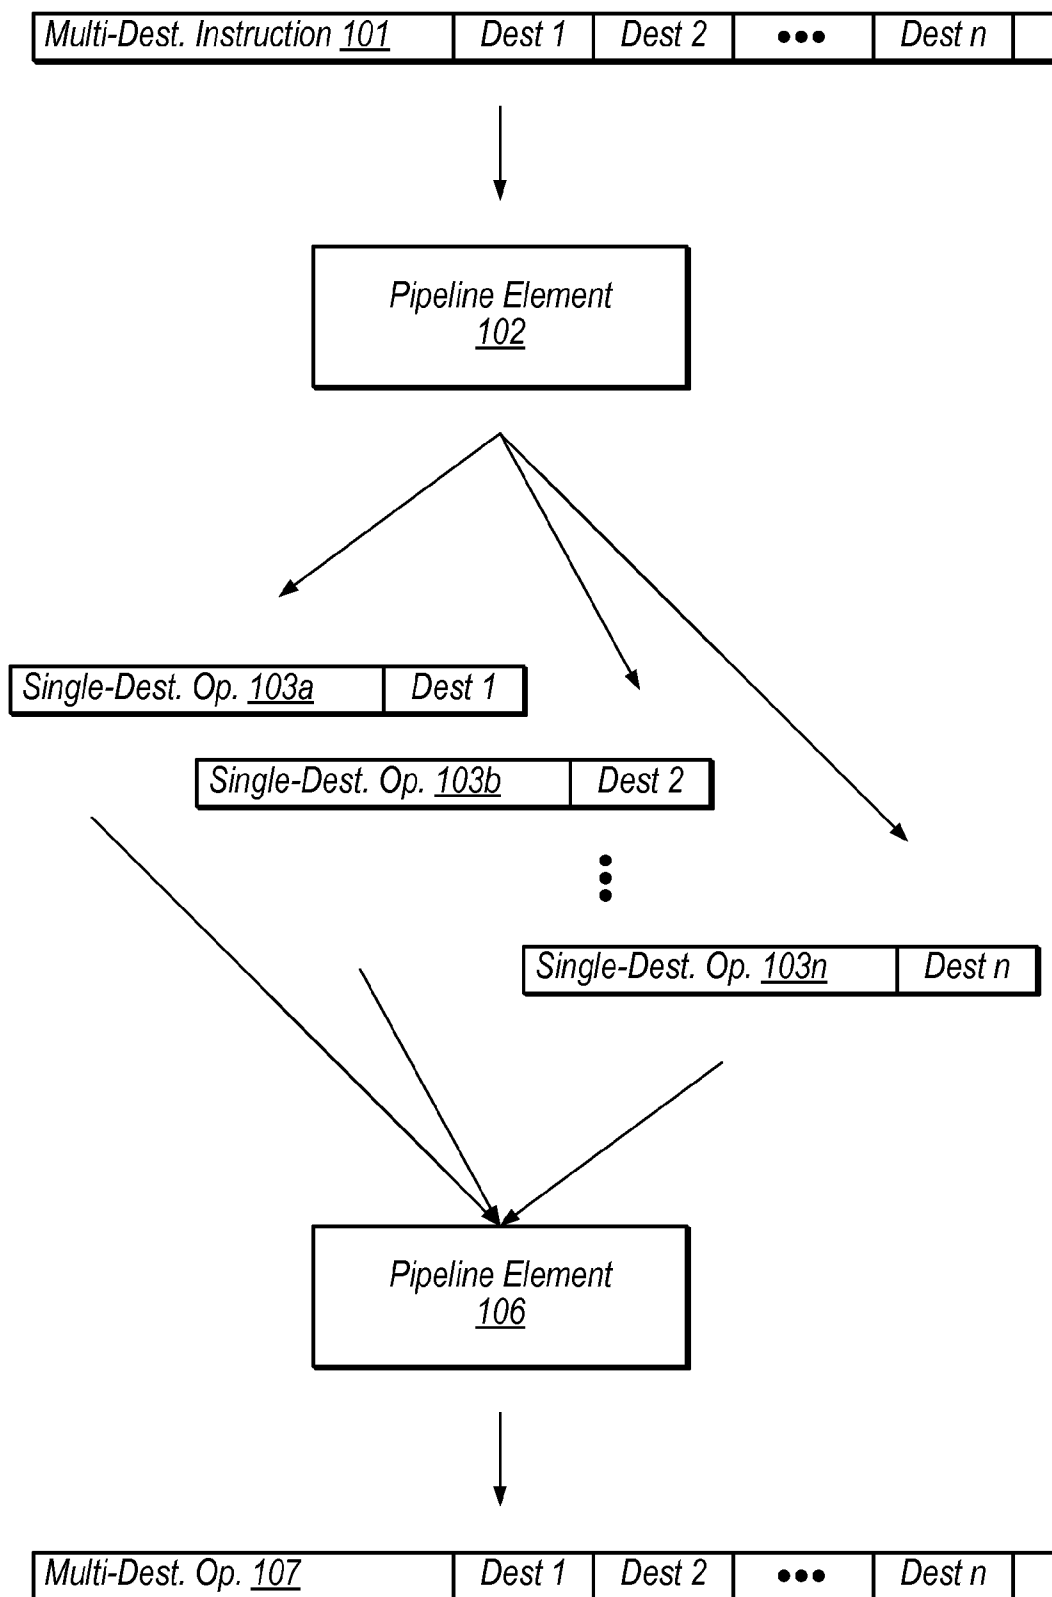 Multi-Dest. Instruction 101 Dest 1 Dest 2 ••• Dest n
Pipeline Element
102
Single-Dest. Op. 103a Dest 1
Single-Dest. Op. 103b Dest 2
Single-Dest. Op. 103n Dest n
Pipeline Element
106
Multi-Dest. Op. 107 Dest 1 Dest 2 ••• Dest n